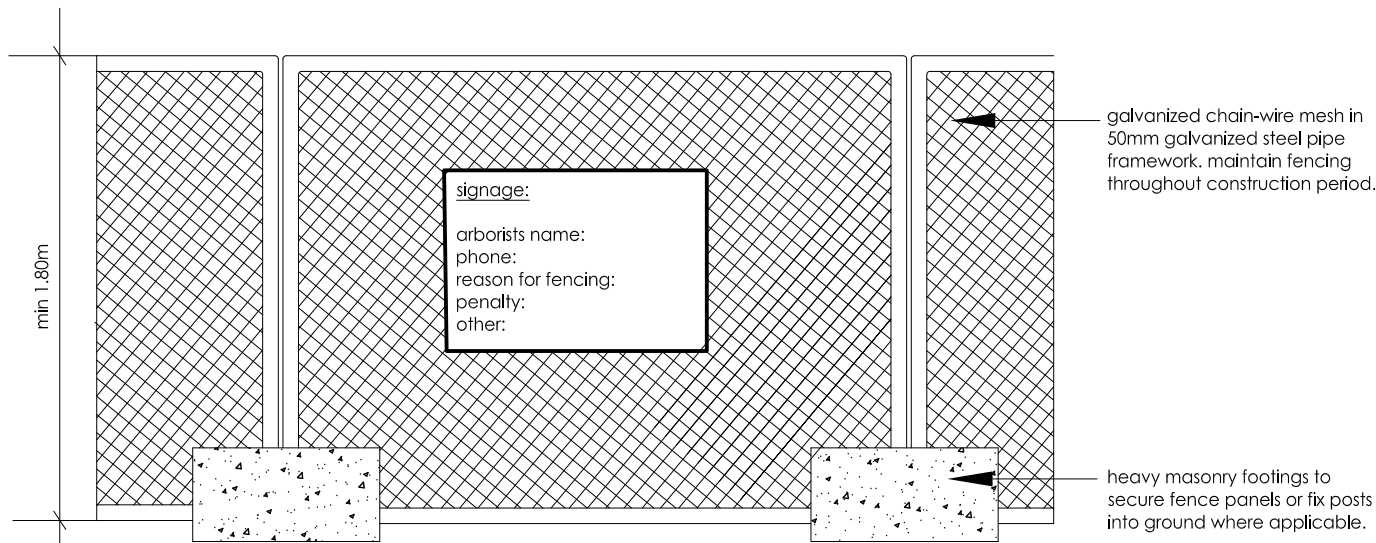 min 1.80m
signage:
arborists name:
phone:
reason for fencing:
penalty:
other:
galvanized chain-wire mesh in
50mm galvanized steel pipe
framework. maintain fencing
throughout construction period.
heavy masonry footings to
secure fence panels or fix posts
into ground where applicable.